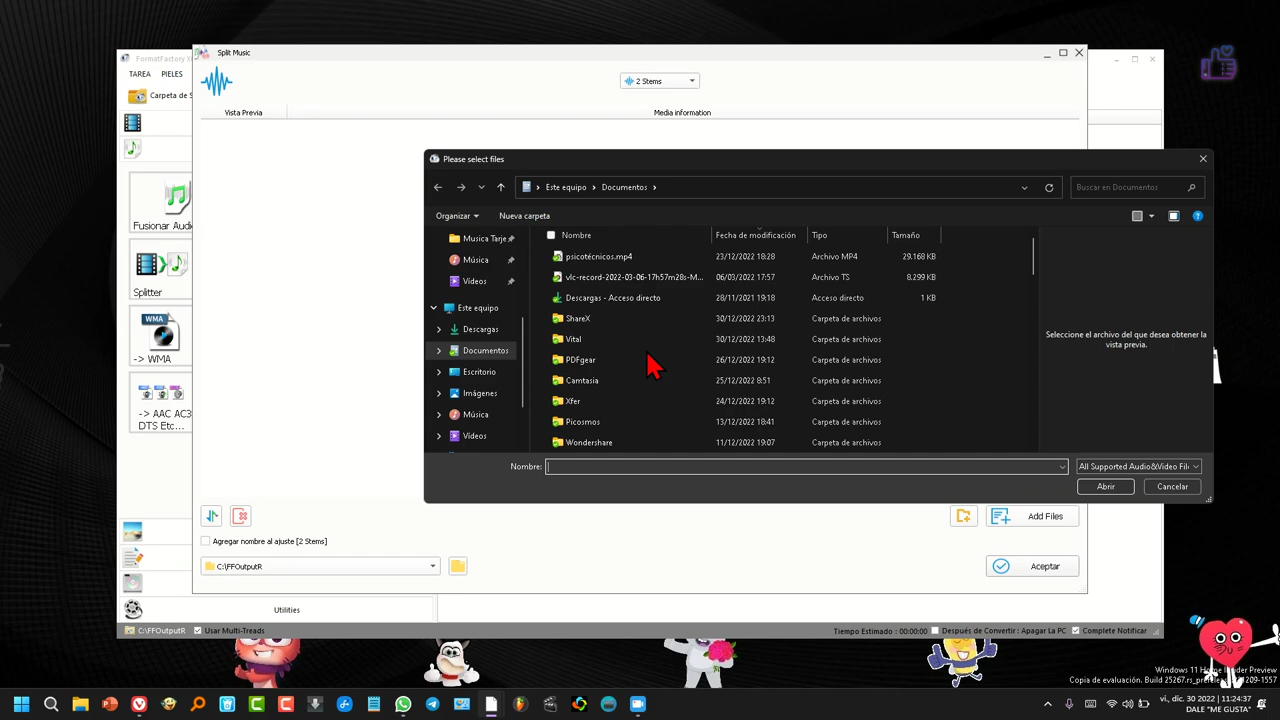 FormatFactory X
Split Music
TAREA PIELES
2 Stems
Carpeta de S
Vista Previa Media information
Please select files
Este equipo Documentos
Buscar en Documentos
Organizar Nueva carpeta
Nombre Fecha de modificación Tipo Tamaño
Musica Tarje
Música
Vídeos
Este equipo
Descargas
Documentos
Escritorio
Imágenes
Música
Vídeos
psicotécnicos.mp4 23/12/2022 18:28 Archivo MP4 29.168 KB
vlc-record-2022-03-06-17h57m28s-M... 06/03/2022 17:57 Archivo TS 8.299 KB
Descargas - Acceso directo 28/11/2021 19:18 Acceso directo 1 KB
ShareX 30/12/2022 23:13 Carpeta de archivos
Vital 30/12/2022 13:48 Carpeta de archivos
PDFgear 26/12/2022 19:12 Carpeta de archivos
Camtasia 25/12/2022 8:51 Carpeta de archivos
Xfer 24/12/2022 19:12 Carpeta de archivos
Picosmos 13/12/2022 18:41 Carpeta de archivos
Wondershare 10/12/2022 19:07 Carpeta de archivos
Seleccione el archivo del que desea obtener la
vista previa.
Nombre:
All Supported Audio&Video File
Abrir Cancelar
Fusionar Audi
Splitter
WMA
-> WMA
-> AAC AC3
DTS Etc...
Add Files
Agregar nombre al ajuste [2 Stems]
C:\FFOutputR
Aceptar
Utilities
C:\FFOutputR Usar Multi-Treads
Tiempo Estimado : 00:00:00 Después de Convertir : Apagar La PC Complete Notificar
Windows 11 Home Insider Preview
Copia de evaluación.
vi., dic. 30 2022 11:24:37
DALE "ME GUSTA"